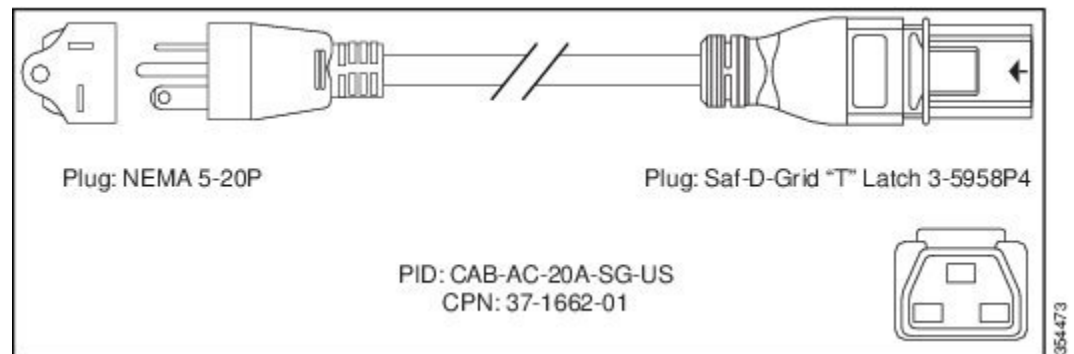 Plug: NEMA 5-20P
Plug: Saf-D-Grid “T” Latch 3-5958P4
PID: CAB-AC-20A-SG-US
CPN: 37-1662-01
354473